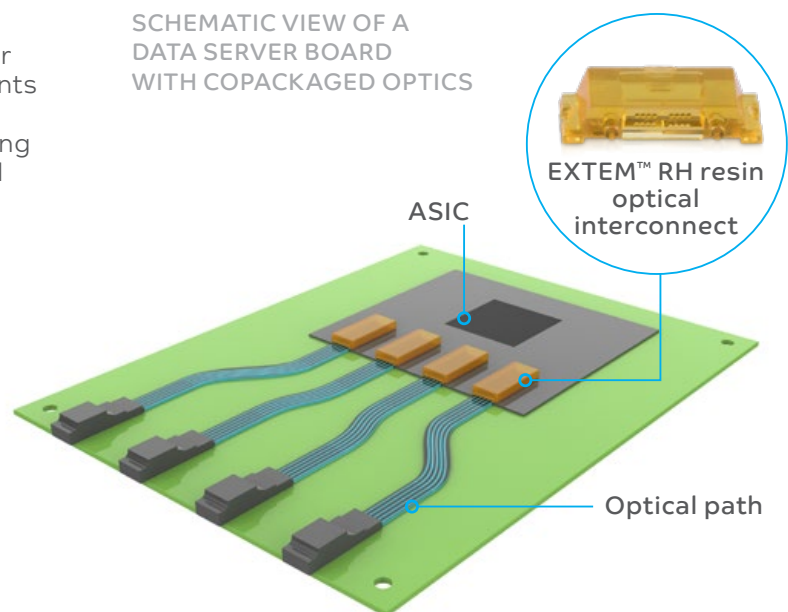 SCHEMATIC VIEW OF A
DATA SERVER BOARD
WITH COPACKAGED OPTICS
EXTEM™ RH resin
optical
interconnect
ASIC
Optical path